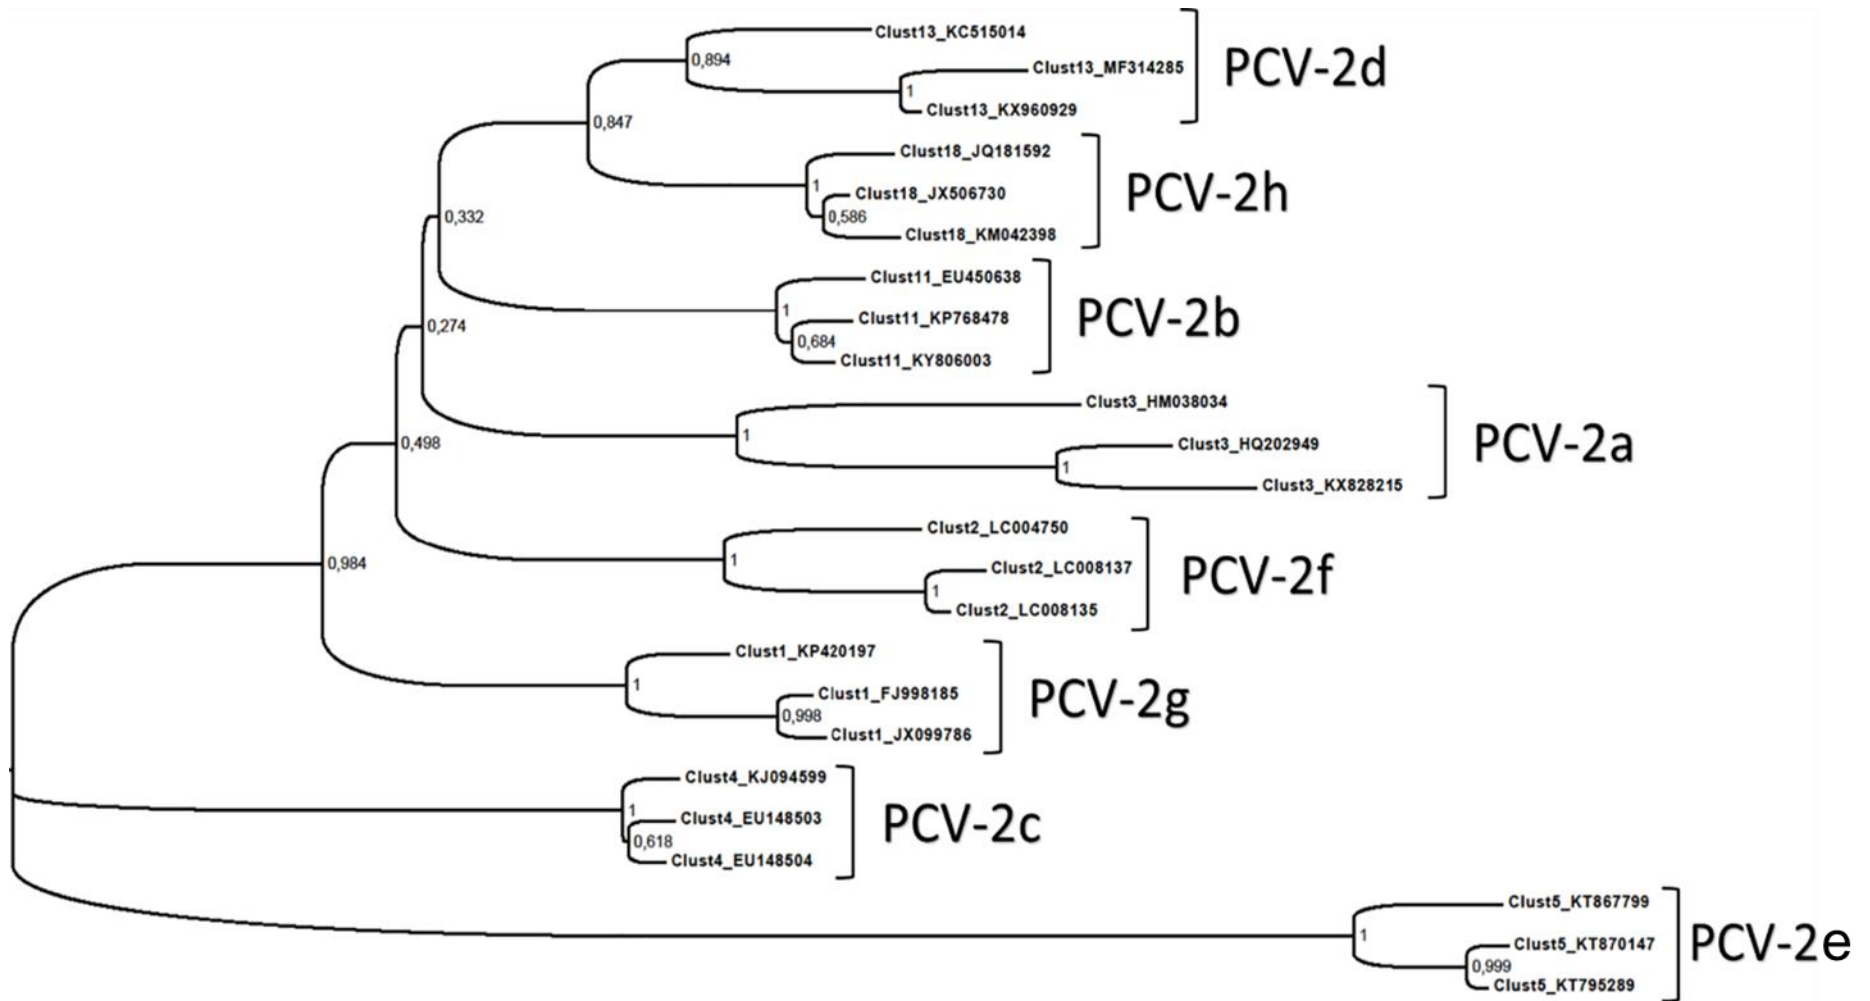 Clust13_KC515014
0,894
Clust13_MF314285
PCV-2d
1
Clust13_KX960929
0,847
Clust18_JQ181592
1
Clust18_JX506730
PCV-2h
0,332
0,586
Clust18_KM042398
Clust11_EU450638
1
Clust11_KP768478
PCV-2b
0,274
0,684
Clust11_KY806003
Clust3_HM038034
1
0,498
Clust3_HQ202949
PCV-2a
1
Clust3_KX828215
Clust2_LC004750
1
0,984
Clust2_LC008137
PCV-2f
1
Clust2_LC008135
Clust1_KP420197
1
Clust1_FJ998185
PCV-2g
0,998
Clust1_JX099786
Clust4_KJ094599
1
Clust4_EU148503
PCV-2c
0,618
Clust4_EU148504
Clust5_KT867799
1
Clust5_KT870147
PCV-2e
0,999
Clust5_KT795289